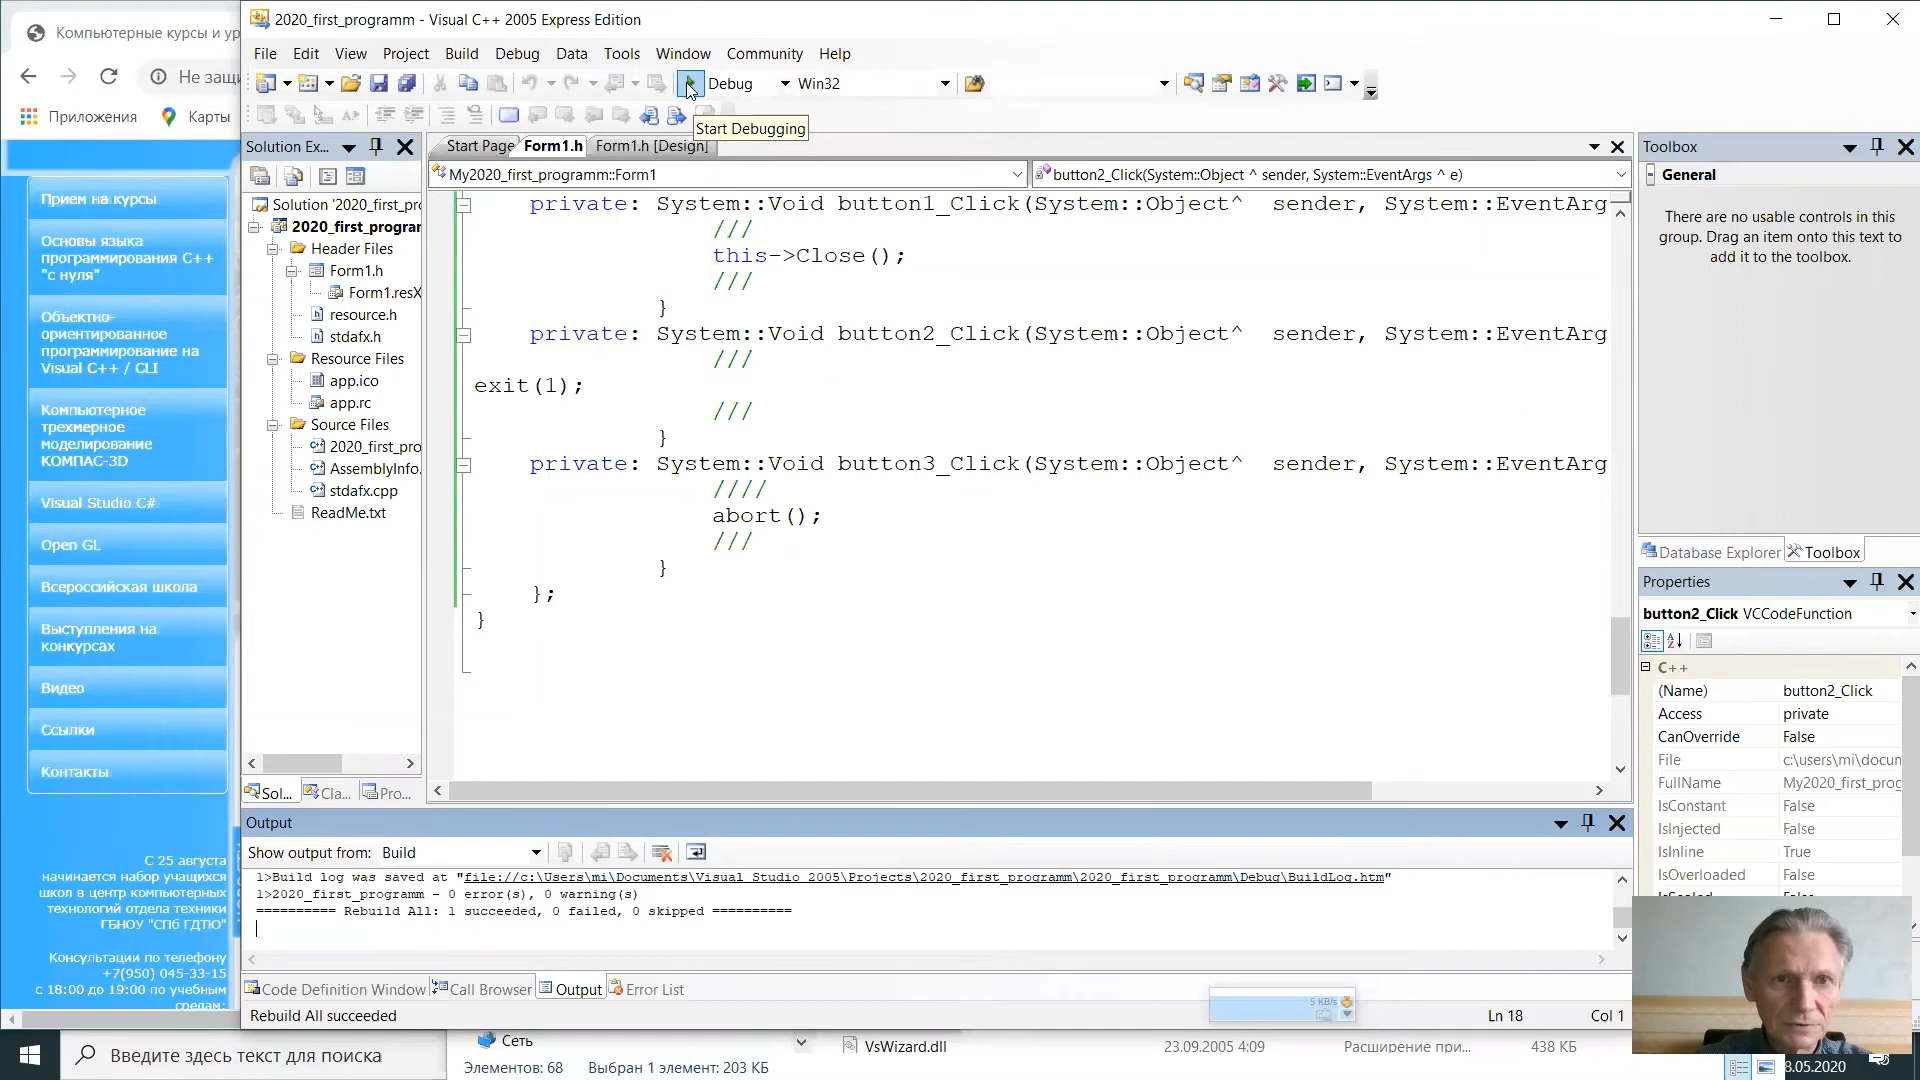 Компьютерные курсы и ур
Не защи
Приложения
Карты
Прием на курсы
Основы языка
программирования C++
"с нуля"
Объектно-
ориентированное
программирование на
Visual C++ / CLI
Компьютерное
трехмерное
моделирование
КОМПАС-3D
Visual Studio C#
Open GL
Всероссийская школа
Выступления на
конкурсах
Видео
Ссылки
Контакты
С 25 августа
начинается набор учащихся
школ в центр компьютерных
технологий отдела техники
ГБНОУ "СПб ГДТЮ"
Консультации по телефону
+7(950) 045-33-15
с 18:00 до 19:00 по учебным
средам:
2020_first_programm - Visual C++ 2005 Express Edition
File Edit View Project Build Debug Data Tools Window Community Help
Debug Win32
Start Debugging
Solution Ex...
Solution '2020_first_pro
2020_first_prograr
Header Files
Form1.h
Form1.resX
resource.h
stdafx.h
Resource Files
app.ico
app.rc
Source Files
2020_first_pro
AssemblyInfo.
stdafx.cpp
ReadMe.txt
Sol... Cla... Pro...
Start Page Form1.h Form1.h [Design]
My2020_first_programm::Form1
button2_Click(System::Object ^ sender, System::EventArgs ^ e)
private: System::Void button1_Click(System::Object^ sender, System::EventArg
///
this->Close();
///
}
private: System::Void button2_Click(System::Object^ sender, System::EventArg
///
exit(1);
///
}
private: System::Void button3_Click(System::Object^ sender, System::EventArg
////
abort();
///
}
};
}
Toolbox
General
There are no usable controls in this
group. Drag an item onto this text to
add it to the toolbox.
Database Explorer Toolbox
Properties
button2_Click VCCodeFunction
C++
(Name) button2_Click
Access private
CanOverride False
File c:\users\mi\docum
FullName My2020_first_prog
IsConstant False
IsInjected False
IsInline True
IsOverloaded False
Output
Show output from: Build
1>Build log was saved at "file://c:\Users\mi\Documents\Visual Studio 2005\Projects\2020_first_programm\2020_first_programm\Debug\BuildLog.htm"
1>2020_first_programm - 0 error(s), 0 warning(s)
========== Rebuild All: 1 succeeded, 0 failed, 0 skipped ==========
Code Definition Window Call Browser Output Error List
5 KB/s
Rebuild All succeeded
Ln 18 Col 1
Введите здесь текст для поиска
Сеть
VsWizard.dll 23.09.2005 4:09 Расширение при... 438 КБ
Элементов: 68 Выбран 1 элемент: 203 КБ
8.05.2020